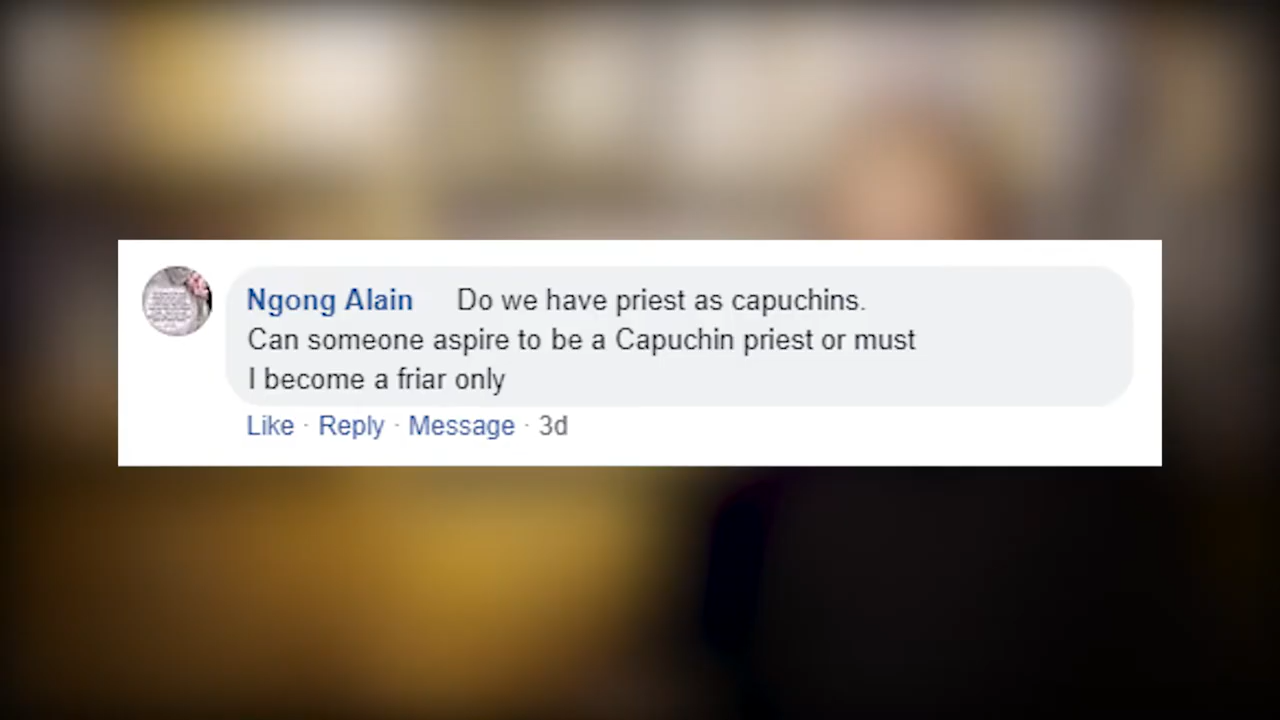 Ngong Alain Do we have priest as capuchins.
Can someone aspire to be a Capuchin priest or must
I become a friar only
Like · Reply · Message · 3d